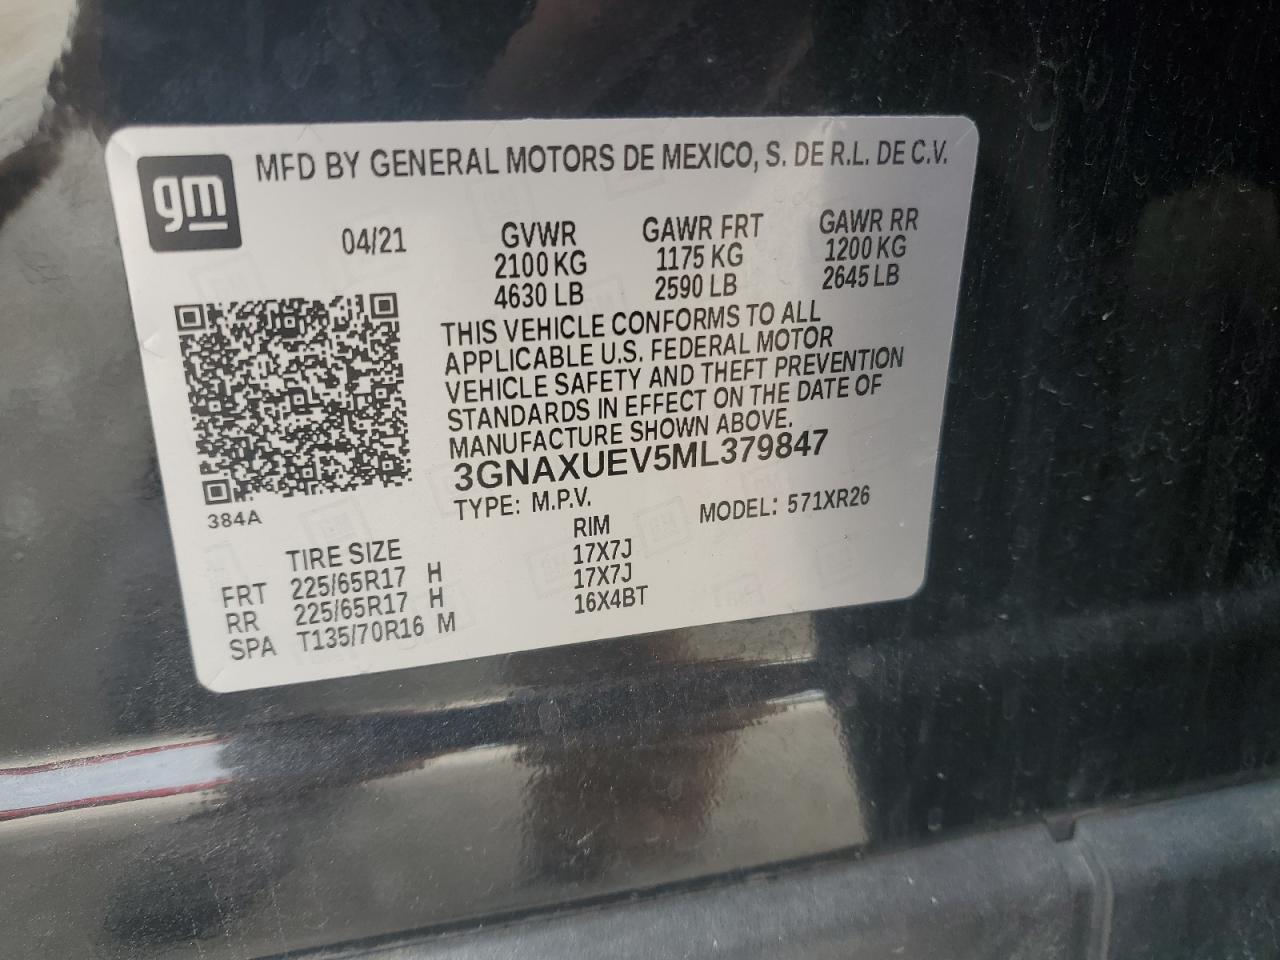 gm
MFD BY GENERAL MOTORS DE MEXICO, S. DE R.L. DE C.V.
04/21 GVWR GAWR FRT GAWR RR
2100 KG 1175 KG 1200 KG
4630 LB 2590 LB 2645 LB
THIS VEHICLE CONFORMS TO ALL
APPLICABLE U.S. FEDERAL MOTOR
VEHICLE SAFETY AND THEFT PREVENTION
STANDARDS IN EFFECT ON THE DATE OF
MANUFACTURE SHOWN ABOVE.
3GNAXUEV5ML379847
384A TYPE: M.P.V. MODEL: 571XR26
TIRE SIZE RIM
FRT 225/65R17 H 17X7J
RR 225/65R17 H 17X7J
SPA T135/70R16 M 16X4BT